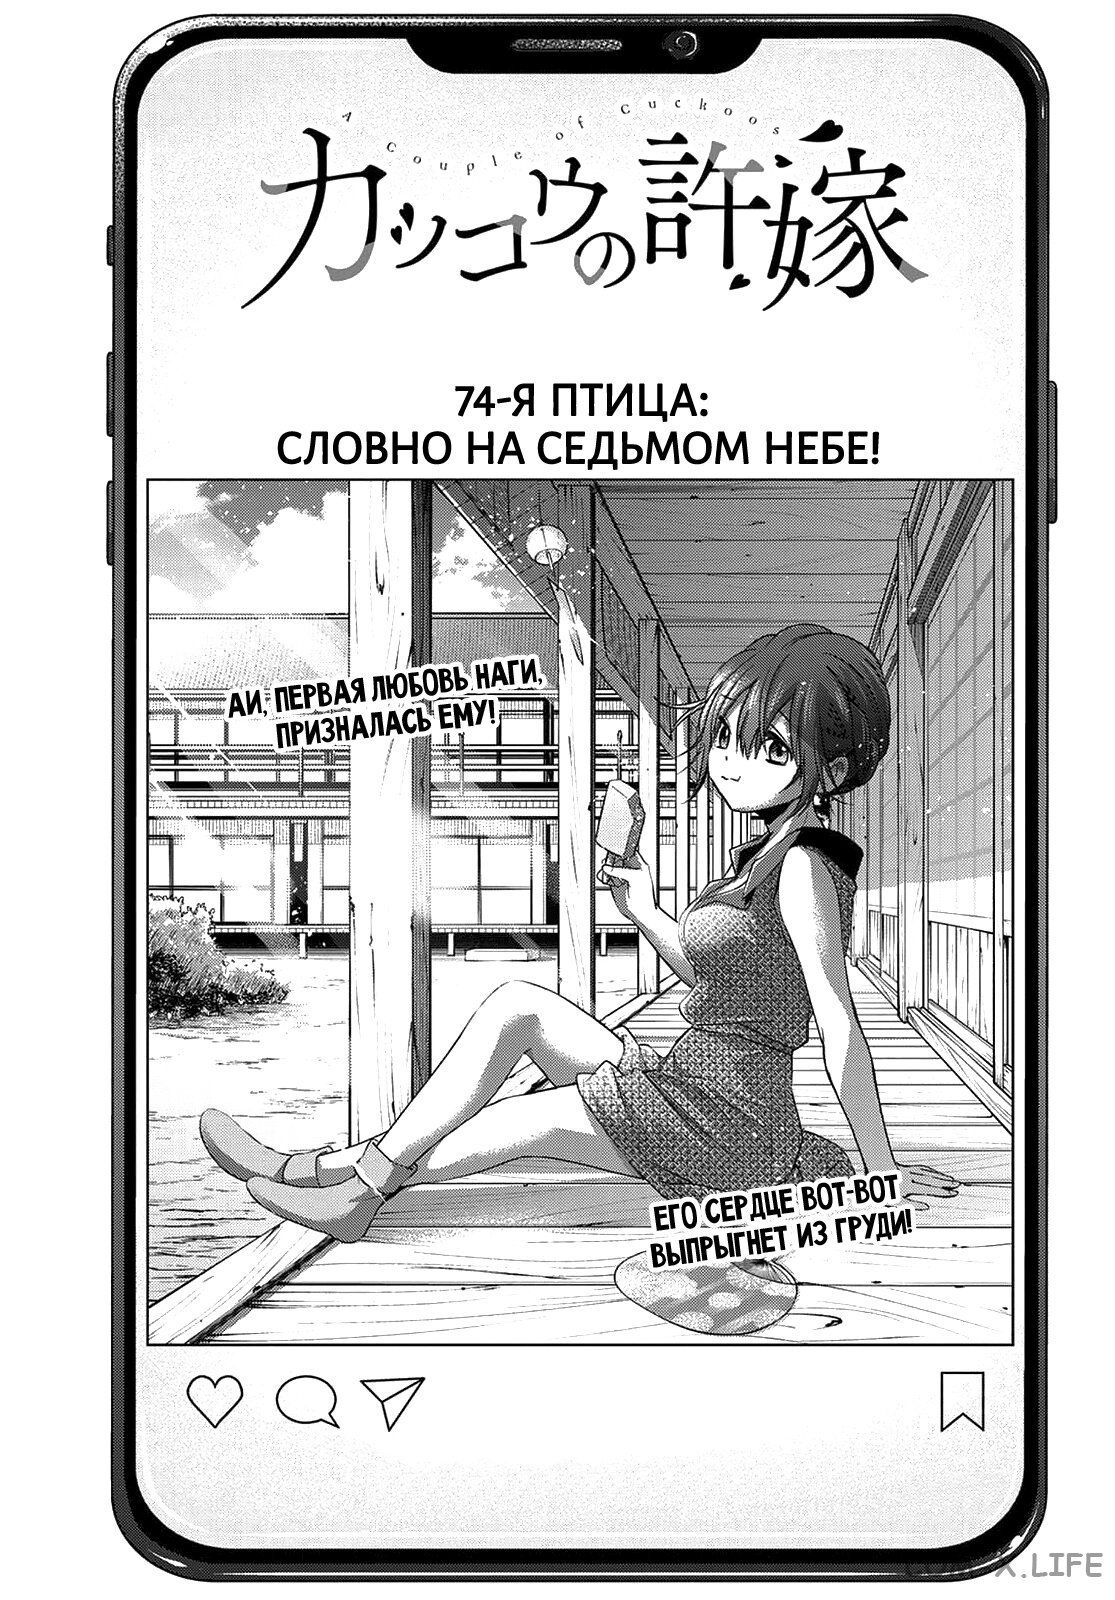 A Couple of Cuckoos
カッコウの許嫁
74-Я ПТИЦА:
СЛОВНО НА СЕДЬМОМ НЕБЕ!
АИ, ПЕРВАЯ ЛЮБОВЬ НАГИ,
ПРИЗНАЛАСЬ ЕМУ!
ЕГО СЕРДЦЕ ВОТ-ВОТ
ВЫПРЫГНЕТ ИЗ ГРУДИ!
X.LIFE